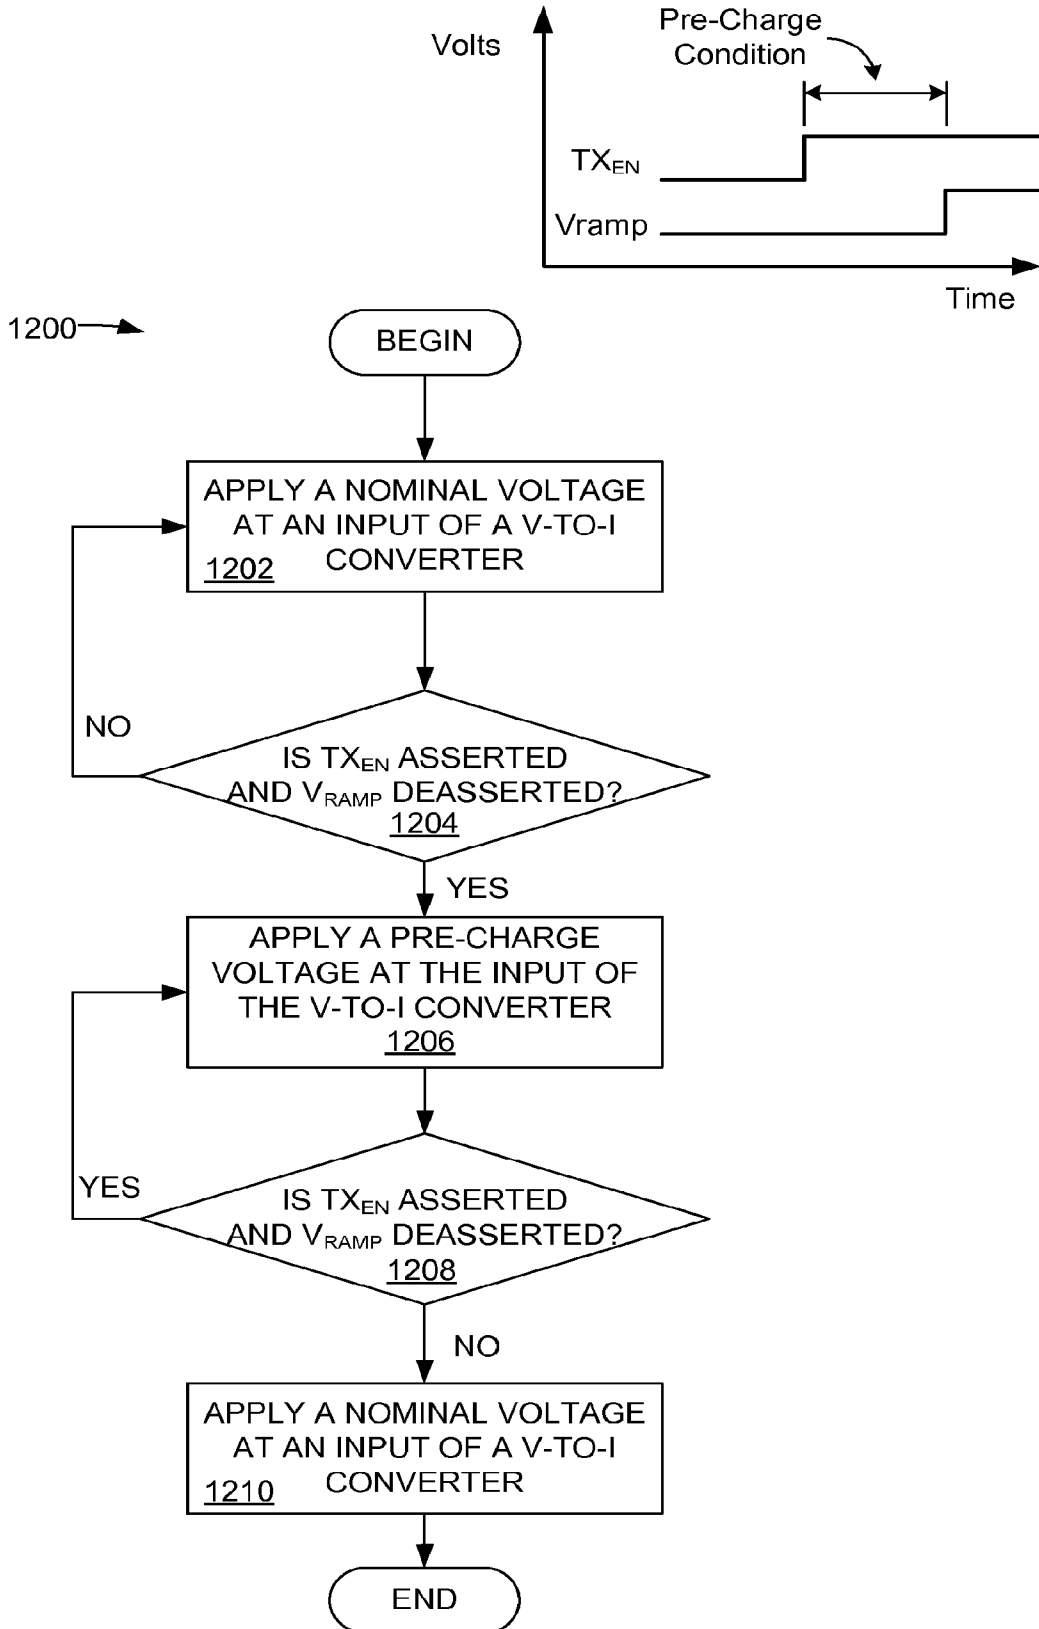 Pre-Charge
Condition
Volts
TXEN
Vramp
Time
1200
BEGIN
APPLY A NOMINAL VOLTAGE
AT AN INPUT OF A V-TO-I
CONVERTER
1202
NO
IS TXEN ASSERTED
AND VRAMP DEASSERTED?
1204
YES
APPLY A PRE-CHARGE
VOLTAGE AT THE INPUT OF
THE V-TO-I CONVERTER
1206
YES
IS TXEN ASSERTED
AND VRAMP DEASSERTED?
1208
NO
APPLY A NOMINAL VOLTAGE
AT AN INPUT OF A V-TO-I
CONVERTER
1210
END